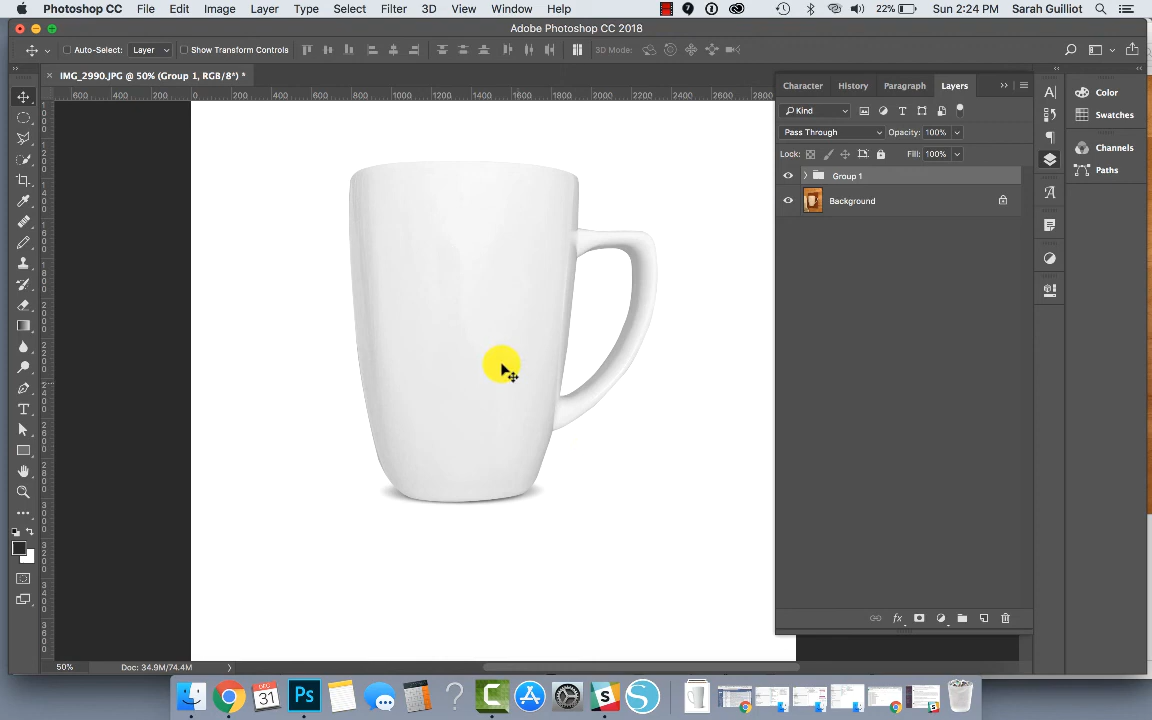 Photoshop CC File Edit Image Layer Type Select Filter 3D View Window Help 22% Sun 2:24 PM Sarah Guilliot
Adobe Photoshop CC 2018
Auto-Select: Layer Show Transform Controls 3D Mode:
IMG_2990.JPG @ 50% (Group 1, RGB/8*) *
600 400 200 0 200 400 600 800 1000 1200 1400 1600 1800 2000 2200 2400 2600 2800
Character History Paragraph Layers
Color
Kind
Swatches
Pass Through Opacity: 100%
Lock: Fill: 100%
Channels
Paths
Group 1
Background
50% Doc: 34.9M/74.4M
DEC
31
Ps